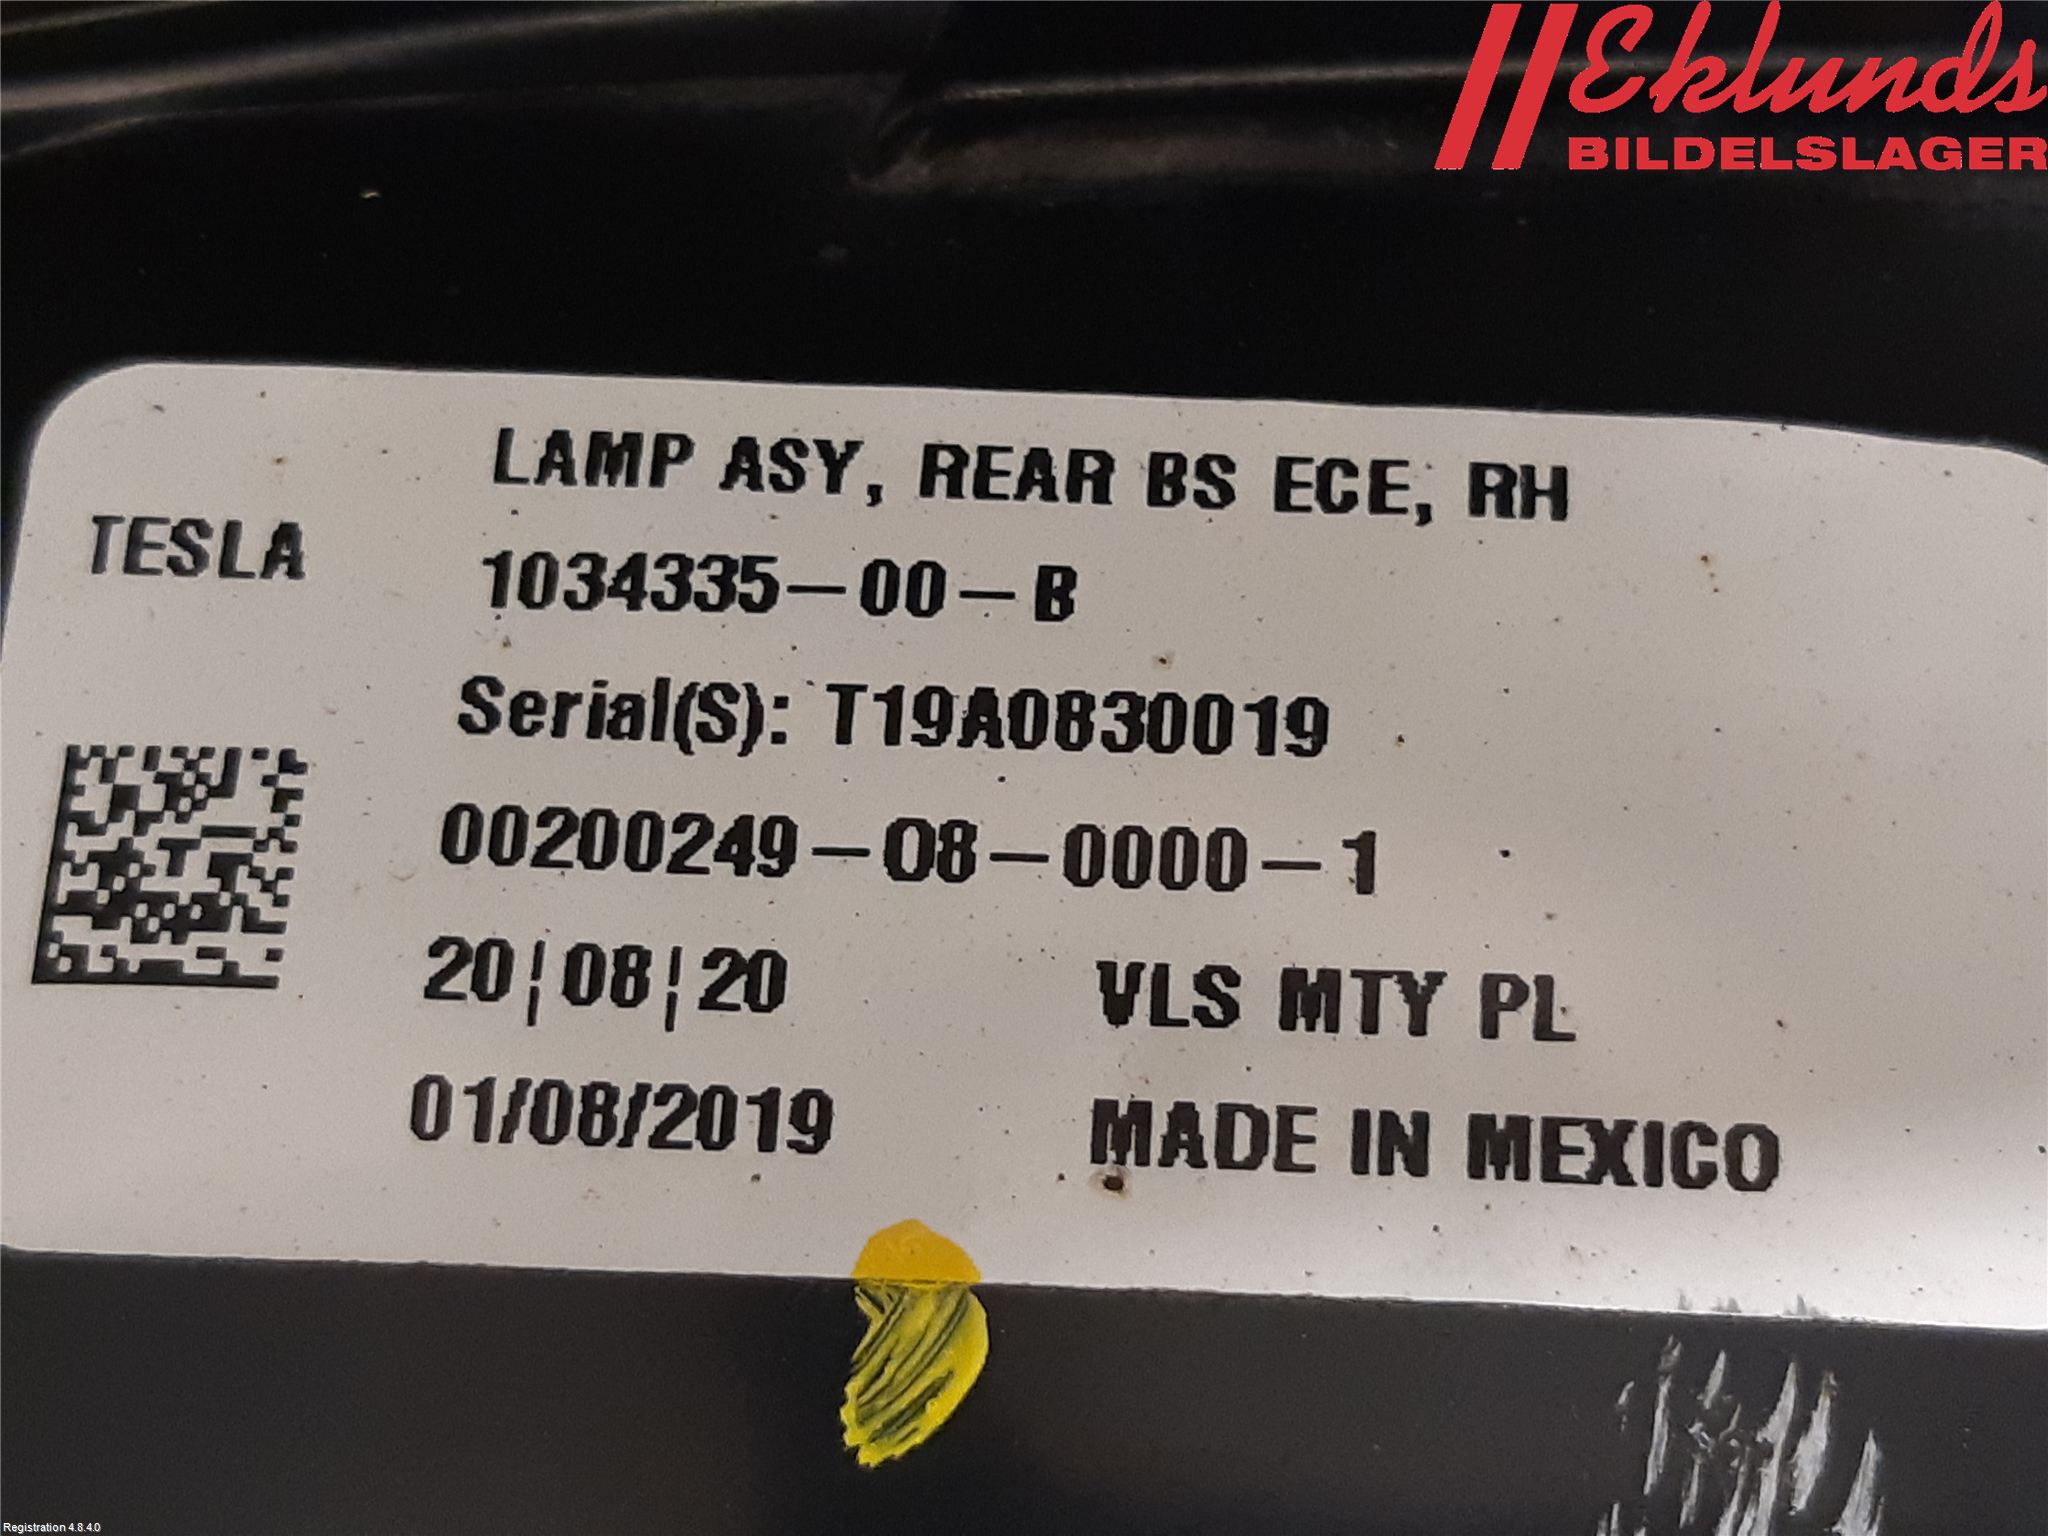 Eklunds
BILDELSLAGER
LAMP ASY, REAR BS ECE, RH
TESLA
1034335-00-B
Serial(S): T19A0830019
00200249-O8-0000-1
20¦08¦20
VLS MTY PL
01/08/2019
MADE IN MEXICO
Registration 4.8.4.0